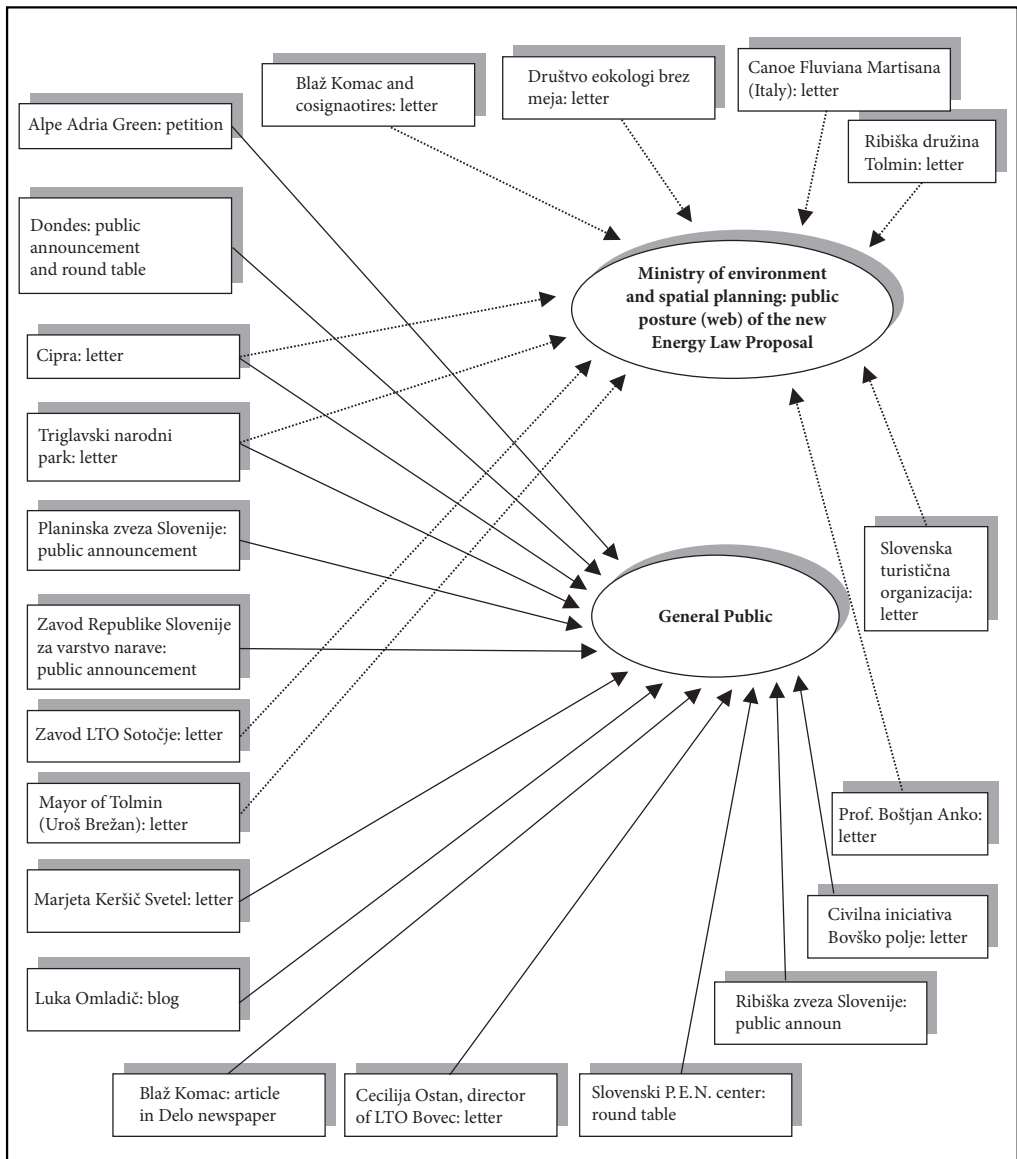 Blaž Komac and
cosignaotires: letter
Društvo eokologi brez
meja: letter
Canoe Fluviana Martisana
(Italy): letter
Alpe Adria Green: petition
Ribiška družina
Tolmin: letter
Dondes: public
announcement
and round table
Ministry of environment
and spatial planning: public
posture (web) of the new
Energy Law Proposal
Cipra: letter
Triglavski narodni
park: letter
Planinska zveza Slovenije:
public announcement
Slovenska
turistična
organizacija:
letter
General Public
Zavod Republike Slovenije
za varstvo narave:
public announcement
Zavod LTO Sotočje: letter
Mayor of Tolmin
(Uroš Brežan): letter
Prof. Boštjan Anko:
letter
Marjeta Keršič Svetel: letter
Civilna iniciativa
Bovško polje: letter
Luka Omladič: blog
Ribiška zveza Slovenije:
public announ
Blaž Komac: article
in Delo newspaper
Cecilija Ostan, director
of LTO Bovec: letter
Slovenski P.E.N. center:
round table